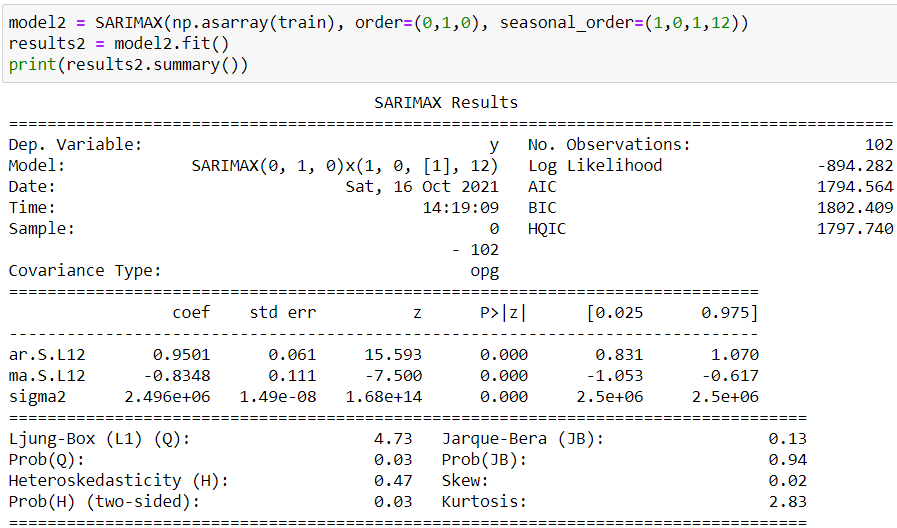 model2 = SARIMAX(np.asarray(train), order=(0,1,0), seasonal_order=(1,0,1,12))
results2 = model2.fit()
print(results2.summary())
                                     SARIMAX Results
==========================================================================================
Dep. Variable:                                  y   No. Observations:                  102
Model:             SARIMAX(0, 1, 0)x(1, 0, [1], 12)   Log Likelihood                -894.282
Date:                            Sat, 16 Oct 2021   AIC                           1794.564
Time:                                    14:19:09   BIC                           1802.409
Sample:                                         0   HQIC                          1797.740
                                            - 102
Covariance Type:                              opg
==============================================================================
                 coef    std err          z      P>|z|      [0.025      0.975]
------------------------------------------------------------------------------
ar.S.L12       0.9501      0.061     15.593      0.000       0.831       1.070
ma.S.L12      -0.8348      0.111     -7.500      0.000      -1.053      -0.617
sigma2      2.496e+06   1.49e-08   1.68e+14      0.000     2.5e+06     2.5e+06
===================================================================================
Ljung-Box (L1) (Q):                   4.73   Jarque-Bera (JB):                 0.13
Prob(Q):                              0.03   Prob(JB):                         0.94
Heteroskedasticity (H):               0.47   Skew:                             0.02
Prob(H) (two-sided):                  0.03   Kurtosis:                         2.83
===================================================================================